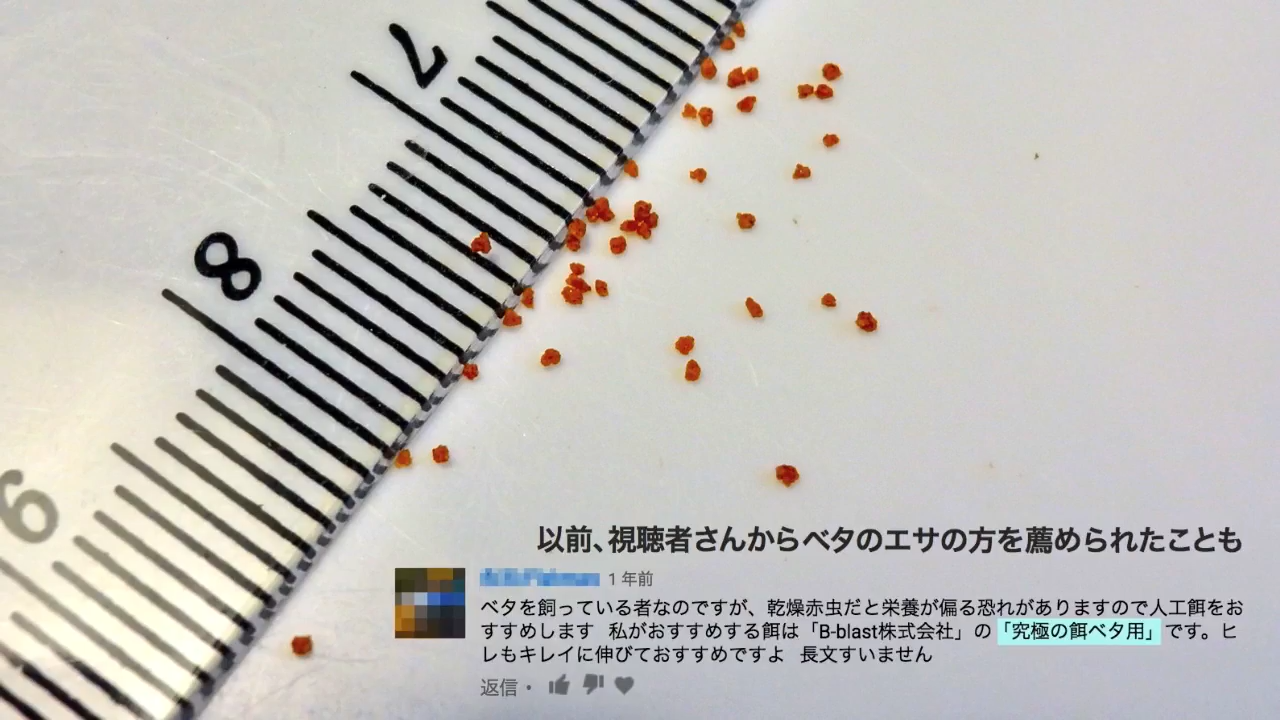 7
8
9
以前、視聴者さんからベタのエサの方を薦められたことも
1 年前
ベタを飼っている者なのですが、乾燥赤虫だと栄養が偏る恐れがありますので人工餌をお
すすめします 私がおすすめする餌は「B-blast株式会社」の「究極の餌ベタ用」です。ヒ
レもキレイに伸びておすすめですよ 長文すいません
返信・